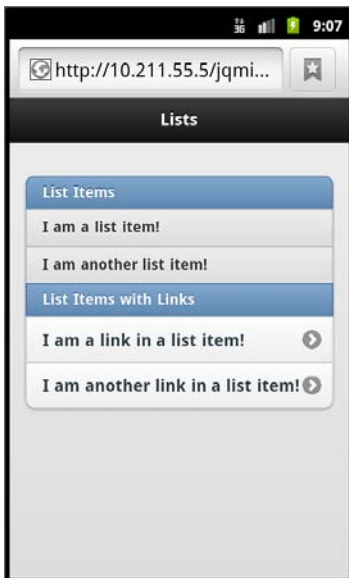 3G 9:07
http://10.211.55.5/jqmi...
Lists
List Items
I am a list item!
I am another list item!
List Items with Links
I am a link in a list item!
I am another link in a list item!